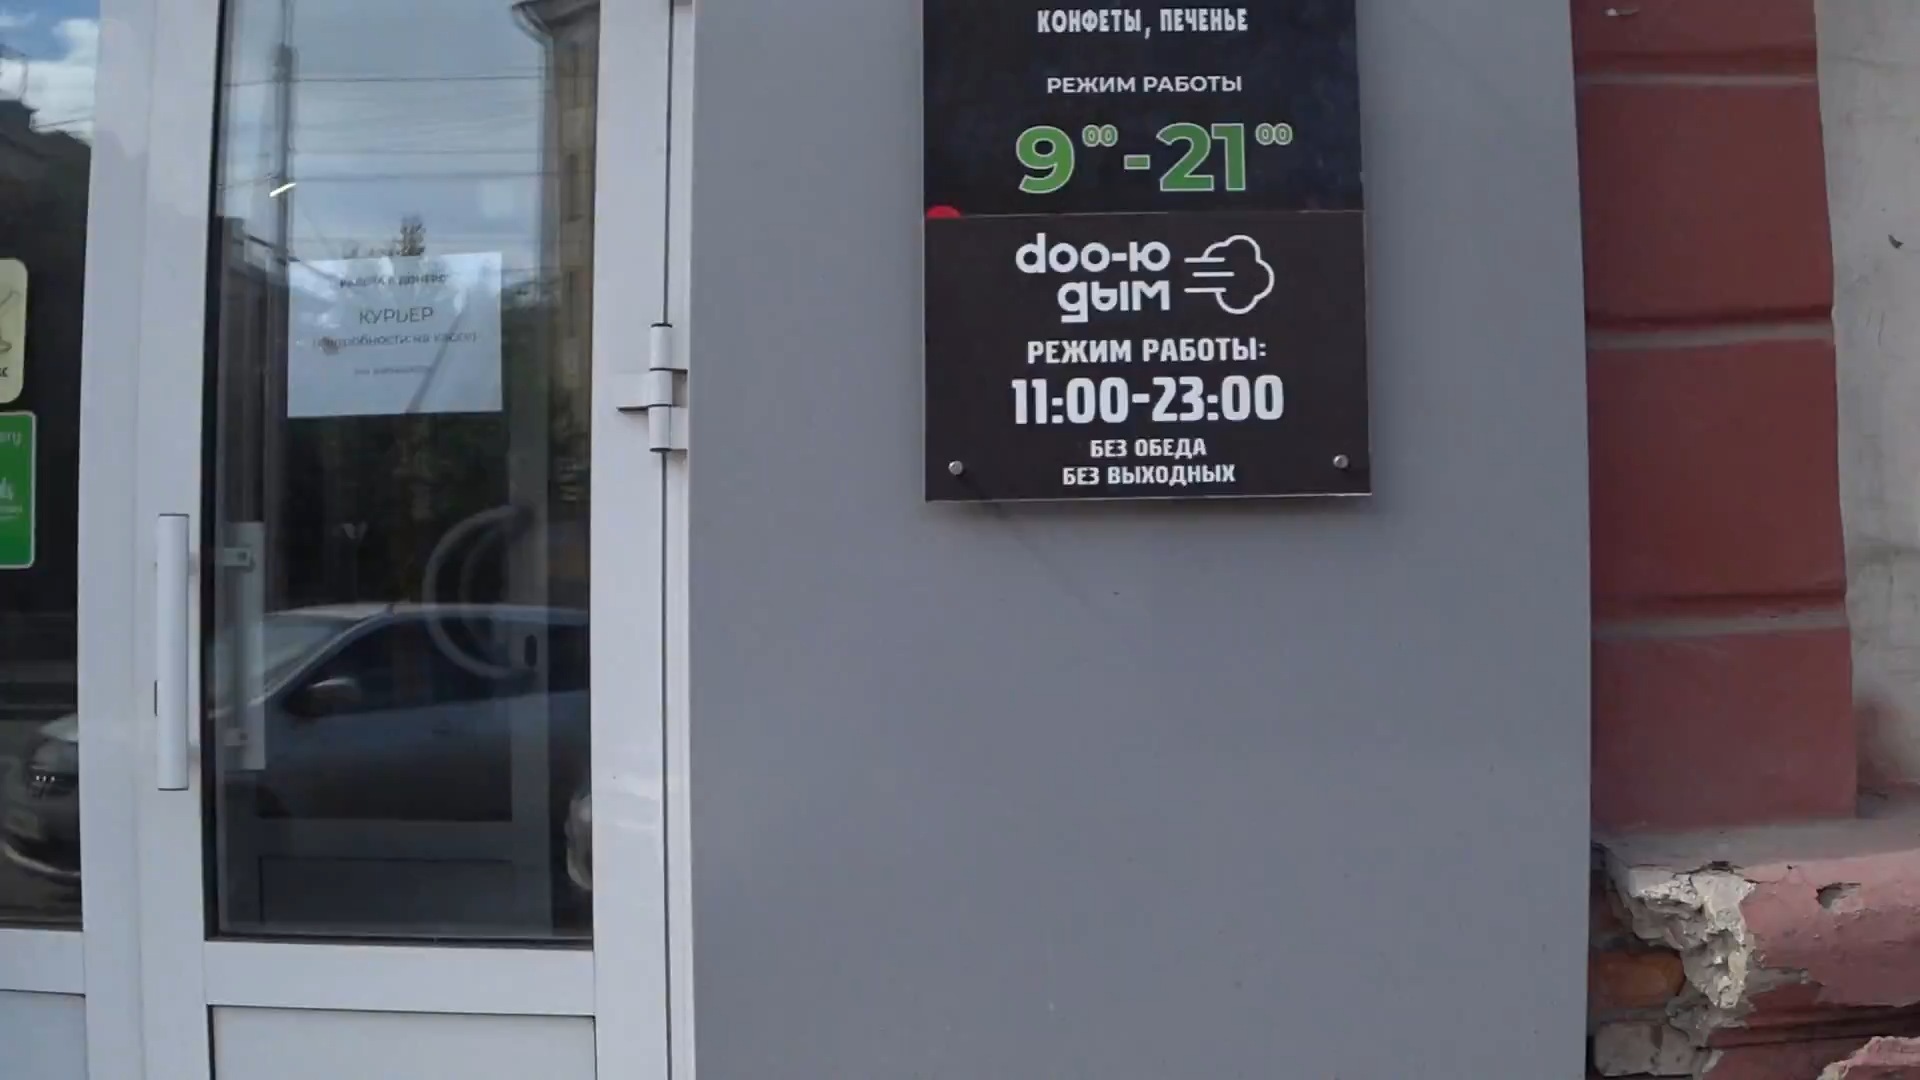 КОНФЕТЫ, ПЕЧЕНЬЕ
РЕЖИМ РАБОТЫ
9⁰⁰-21⁰⁰
doo-ю
дым
РЕЖИМ РАБОТЫ:
11:00-23:00
БЕЗ ОБЕДА
БЕЗ ВЫХОДНЫХ
КУРЬЕР